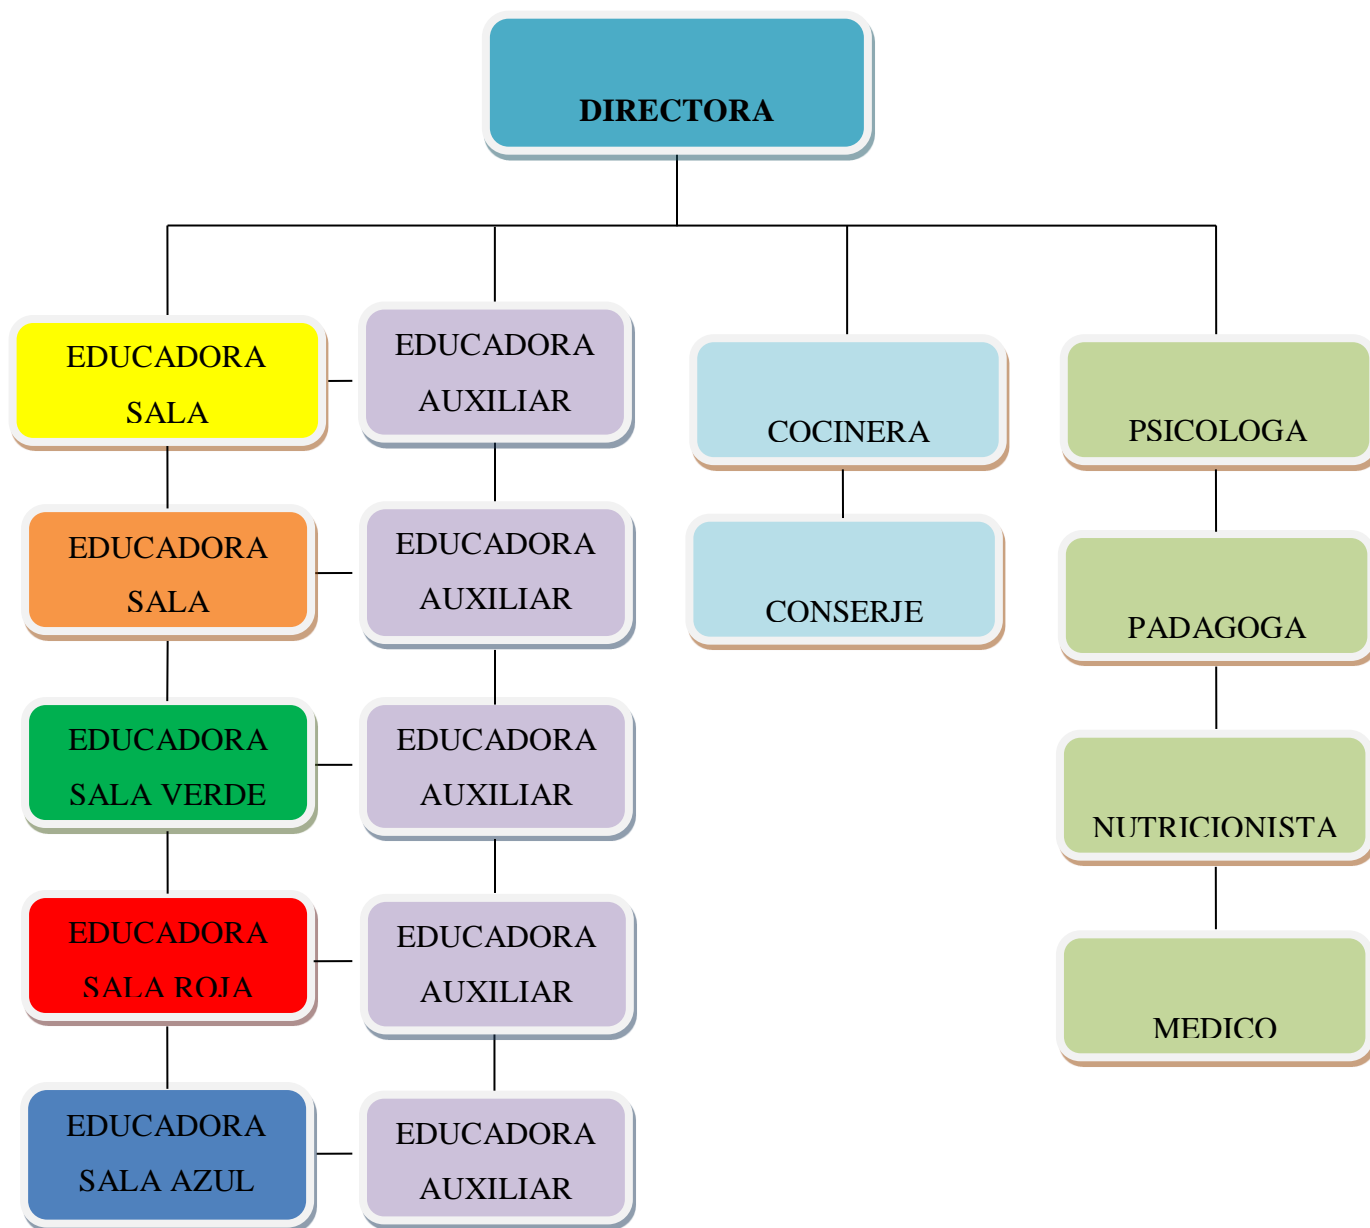 DIRECTORA
EDUCADORA
SALA
EDUCADORA
AUXILIAR
COCINERA
PSICOLOGA
EDUCADORA
SALA
EDUCADORA
AUXILIAR
CONSERJE
PADAGOGA
EDUCADORA
SALA VERDE
EDUCADORA
AUXILIAR
NUTRICIONISTA
EDUCADORA
SALA ROJA
EDUCADORA
AUXILIAR
MEDICO
EDUCADORA
SALA AZUL
EDUCADORA
AUXILIAR